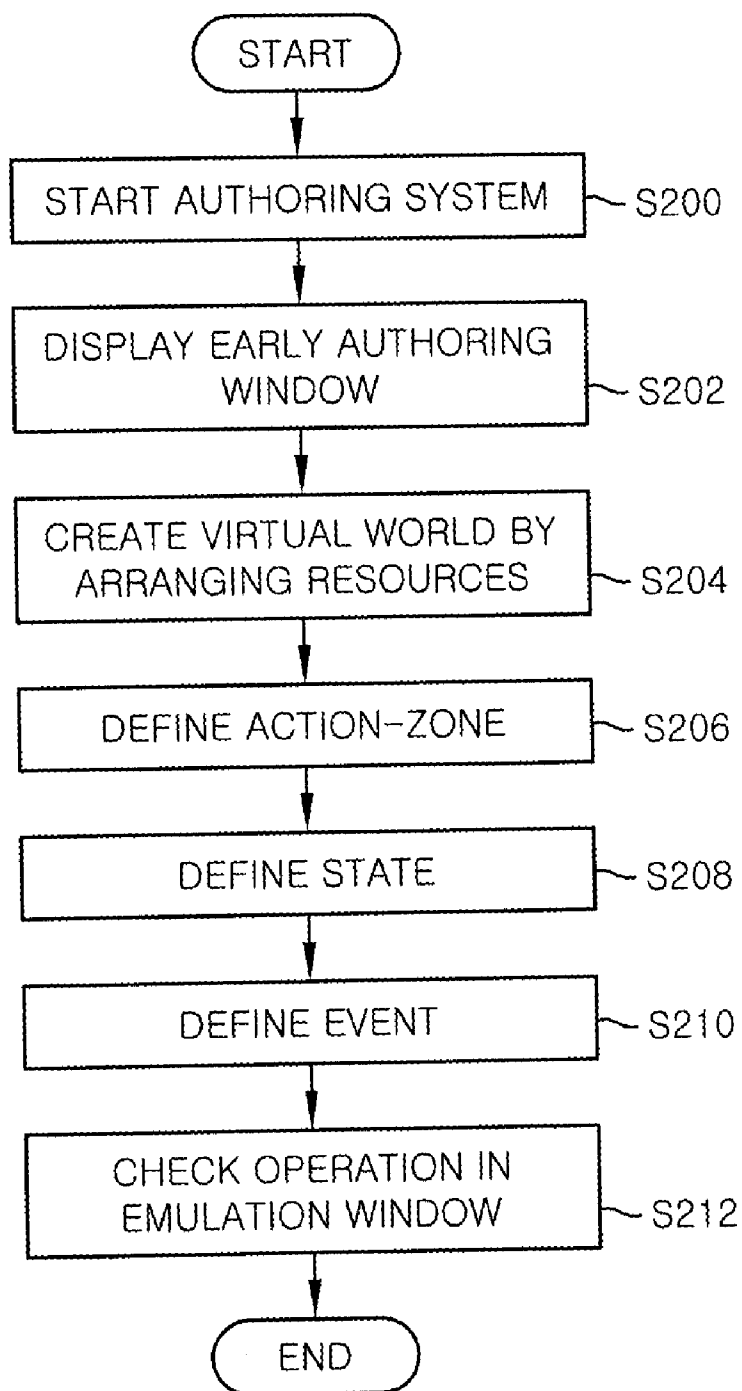 START
START AUTHORING SYSTEM
S200
DISPLAY EARLY AUTHORING
WINDOW
S202
CREATE VIRTUAL WORLD BY
ARRANGING RESOURCES
S204
DEFINE ACTION-ZONE
S206
DEFINE STATE
S208
DEFINE EVENT
S210
CHECK OPERATION IN
EMULATION WINDOW
S212
END